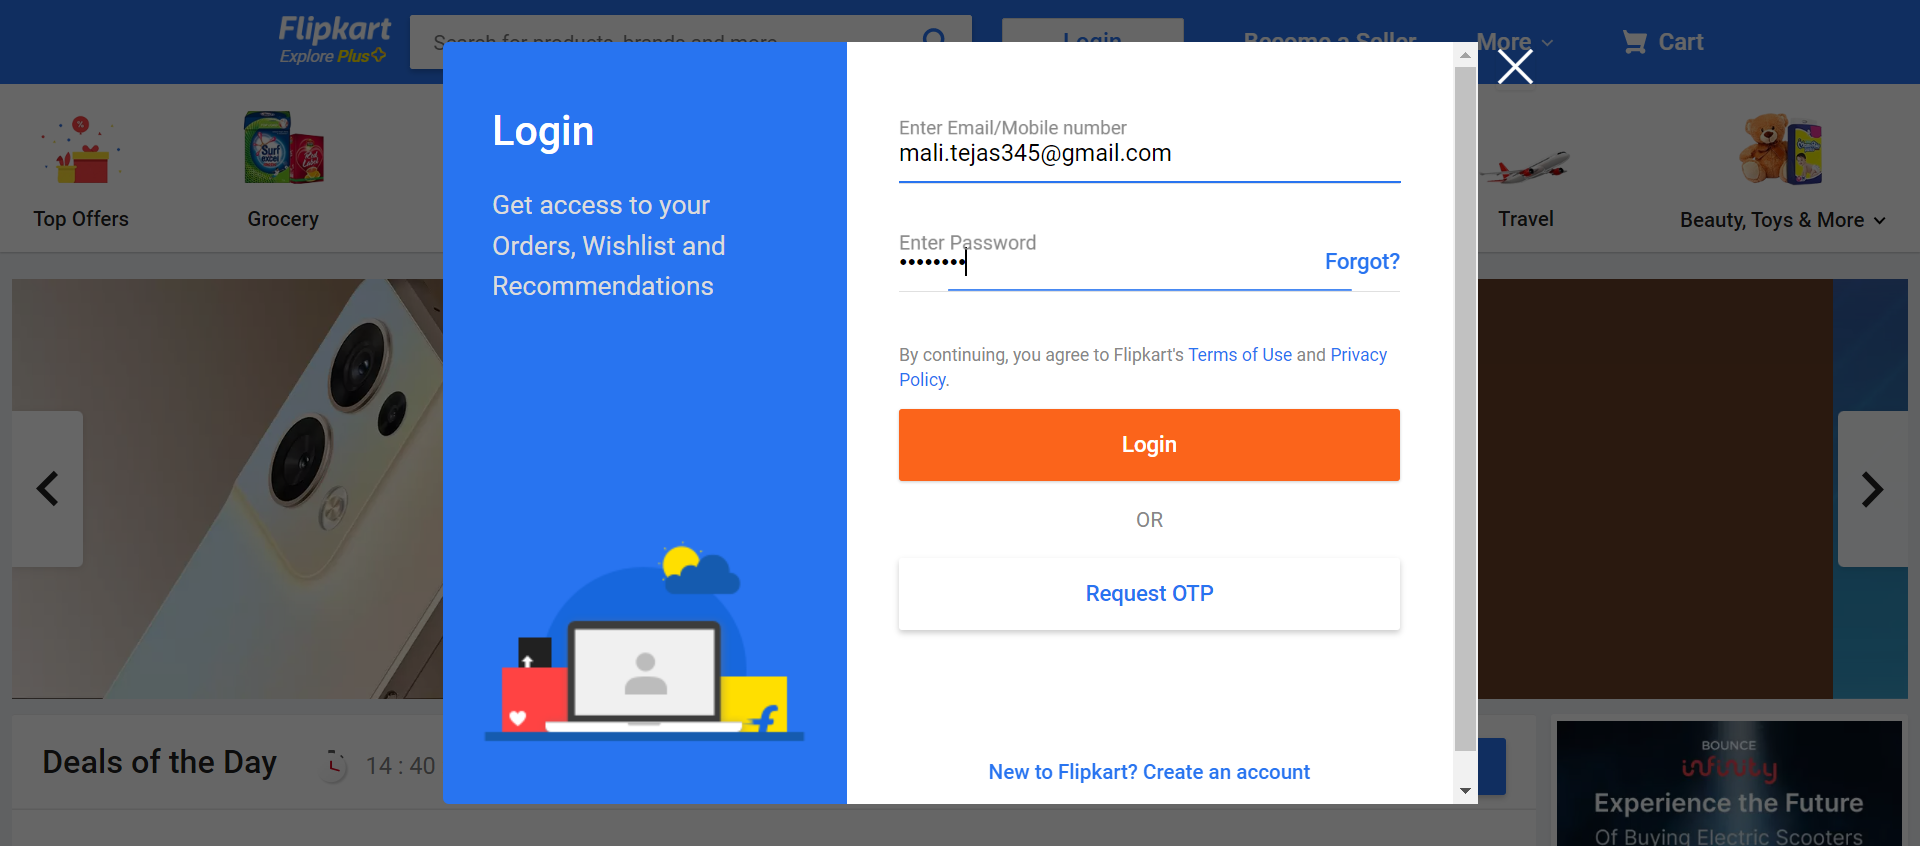 Flipkart
Explore Plus
Search for products, brands and more
Login
Become a Seller
More
Cart
Top Offers
Surf excel
Red Label
Grocery
Travel
Beauty, Toys & More
Login
Get access to your
Orders, Wishlist and
Recommendations
Enter Email/Mobile number
mali.tejas345@gmail.com
Enter Password
••••••••
Forgot?
By continuing, you agree to Flipkart's Terms of Use and Privacy
Policy.
Login
OR
Request OTP
New to Flipkart? Create an account
Deals of the Day
14 : 40
BOUNCE
infinity
Experience the Future
Of Buying Electric Scooters